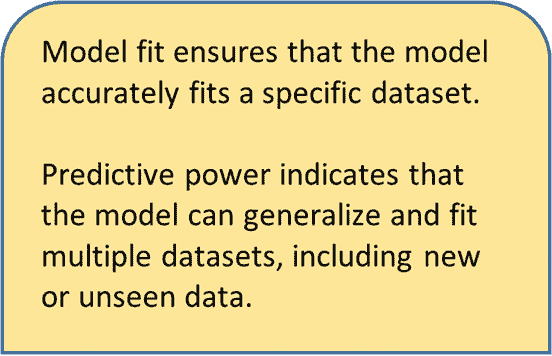 Model fit ensures that the model
accurately fits a specific dataset.
Predictive power indicates that
the model can generalize and fit
multiple datasets, including new
or unseen data.